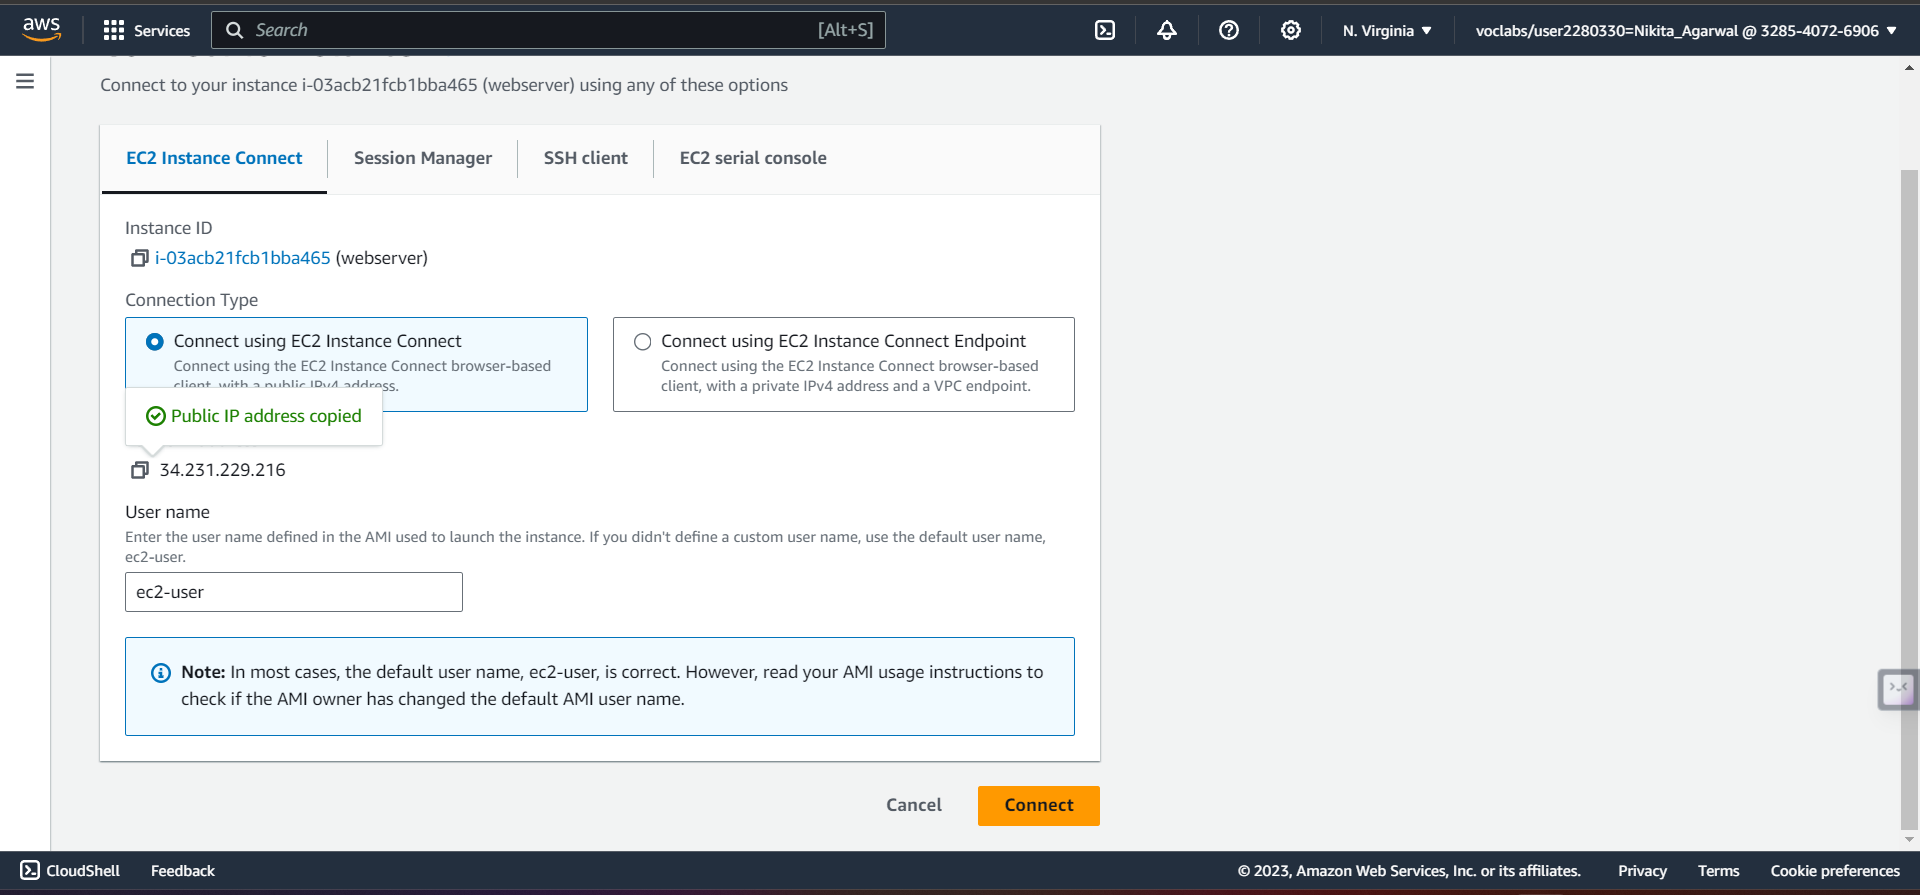 aws
Services
Search
[Alt+S]
N. Virginia
voclabs/user2280330=Nikita_Agarwal @ 3285-4072-6906
Connect to your instance i-03acb21fcb1bba465 (webserver) using any of these options
EC2 Instance Connect
Session Manager
SSH client
EC2 serial console
Instance ID
i-03acb21fcb1bba465 (webserver)
Connection Type
Connect using EC2 Instance Connect
Connect using the EC2 Instance Connect browser-based
client, with a public IPv4 address.
Connect using EC2 Instance Connect Endpoint
Connect using the EC2 Instance Connect browser-based
client, with a private IPv4 address and a VPC endpoint.
Public IP address copied
34.231.229.216
User name
Enter the user name defined in the AMI used to launch the instance. If you didn't define a custom user name, use the default user name,
ec2-user.
ec2-user
Note: In most cases, the default user name, ec2-user, is correct. However, read your AMI usage instructions to
check if the AMI owner has changed the default AMI user name.
Cancel
Connect
CloudShell
Feedback
© 2023, Amazon Web Services, Inc. or its affiliates.
Privacy
Terms
Cookie preferences